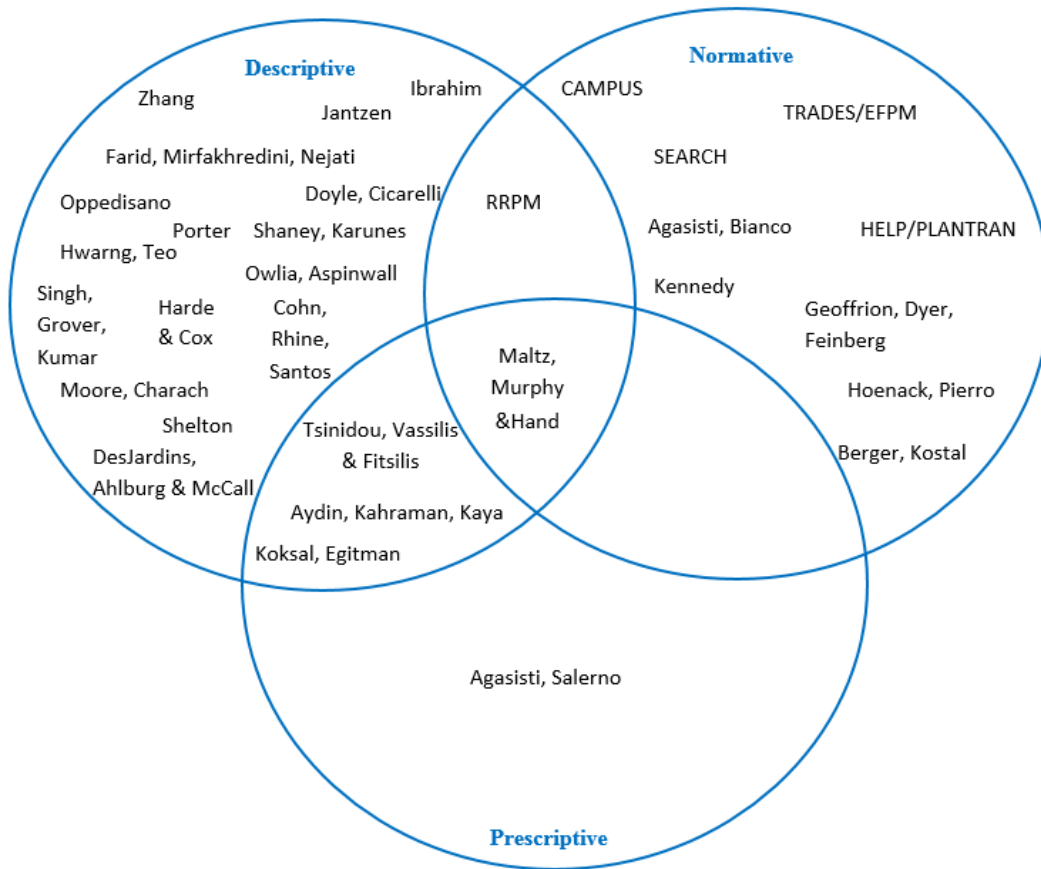 Descriptive
Normative
Zhang
Ibrahim
CAMPUS
Jantzen
TRADES/EFPM
Farid, Mirfakhredini, Nejati
SEARCH
Oppedisano
Doyle, Cicarelli
RRPM
Porter
Shaney, Karunes
Agasisti, Bianco
HELP/PLANTRAN
Hwarng, Teo
Owlia, Aspinwall
Kennedy
Singh,
Grover,
Kumar
Harde
& Cox
Cohn,
Rhine,
Santos
Geoffrion, Dyer,
Feinberg
Maltz,
Murphy
&Hand
Moore, Charach
Hoenack, Pierro
Shelton
Tsinidou, Vassilis
& Fitsilis
Berger, Kostal
DesJardins,
Ahlburg & McCall
Aydin, Kahraman, Kaya
Koksal, Egitman
Agasisti, Salerno
Prescriptive